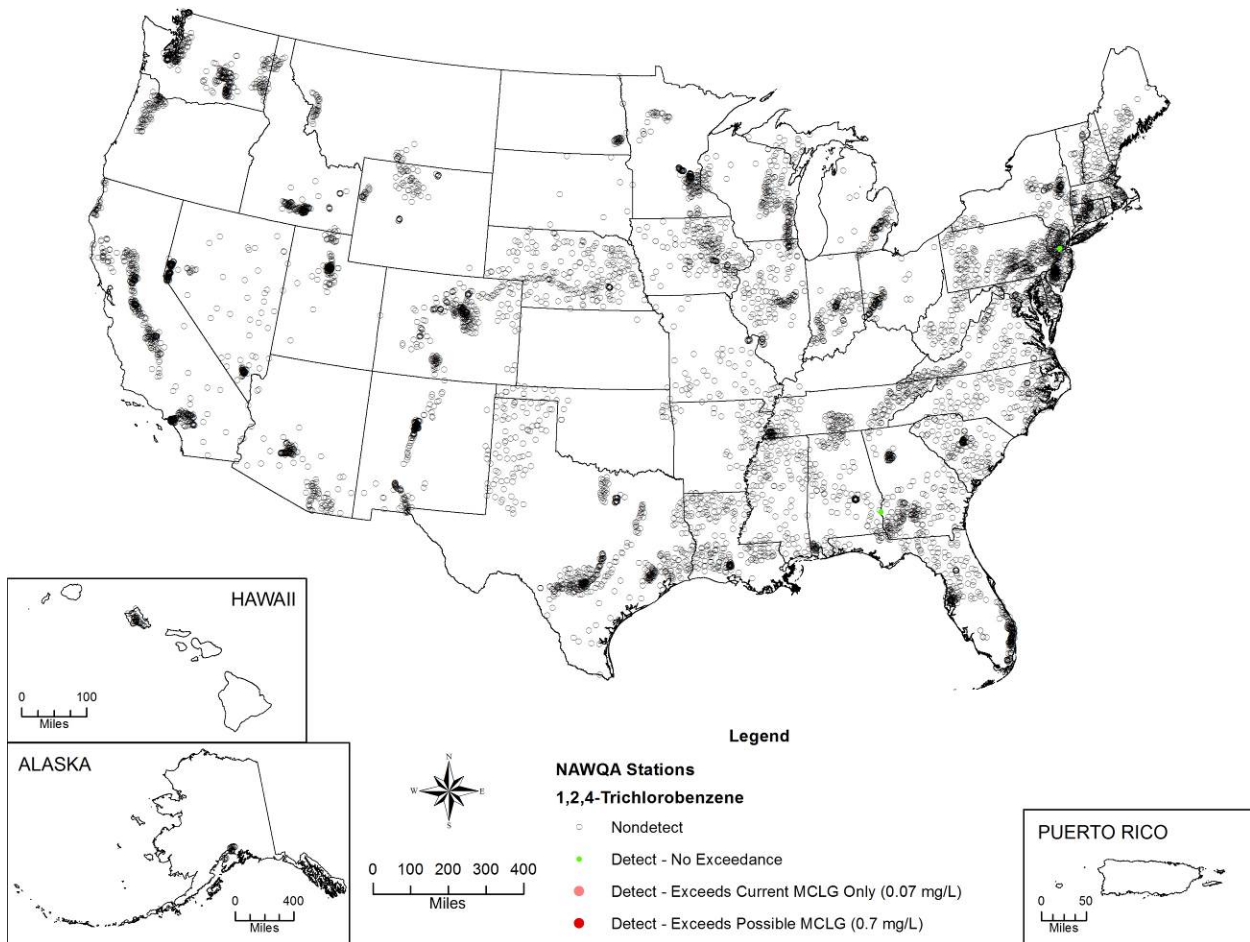 HAWAII
0 100
Miles
ALASKA
0 400
Miles
N
W E
S
0 100 200 300 400
Miles
Legend
NAWQA Stations
1,2,4-Trichlorobenzene
Nondetect
Detect - No Exceedance
Detect - Exceeds Current MCLG Only (0.07 mg/L)
Detect - Exceeds Possible MCLG (0.7 mg/L)
PUERTO RICO
0 50
Miles